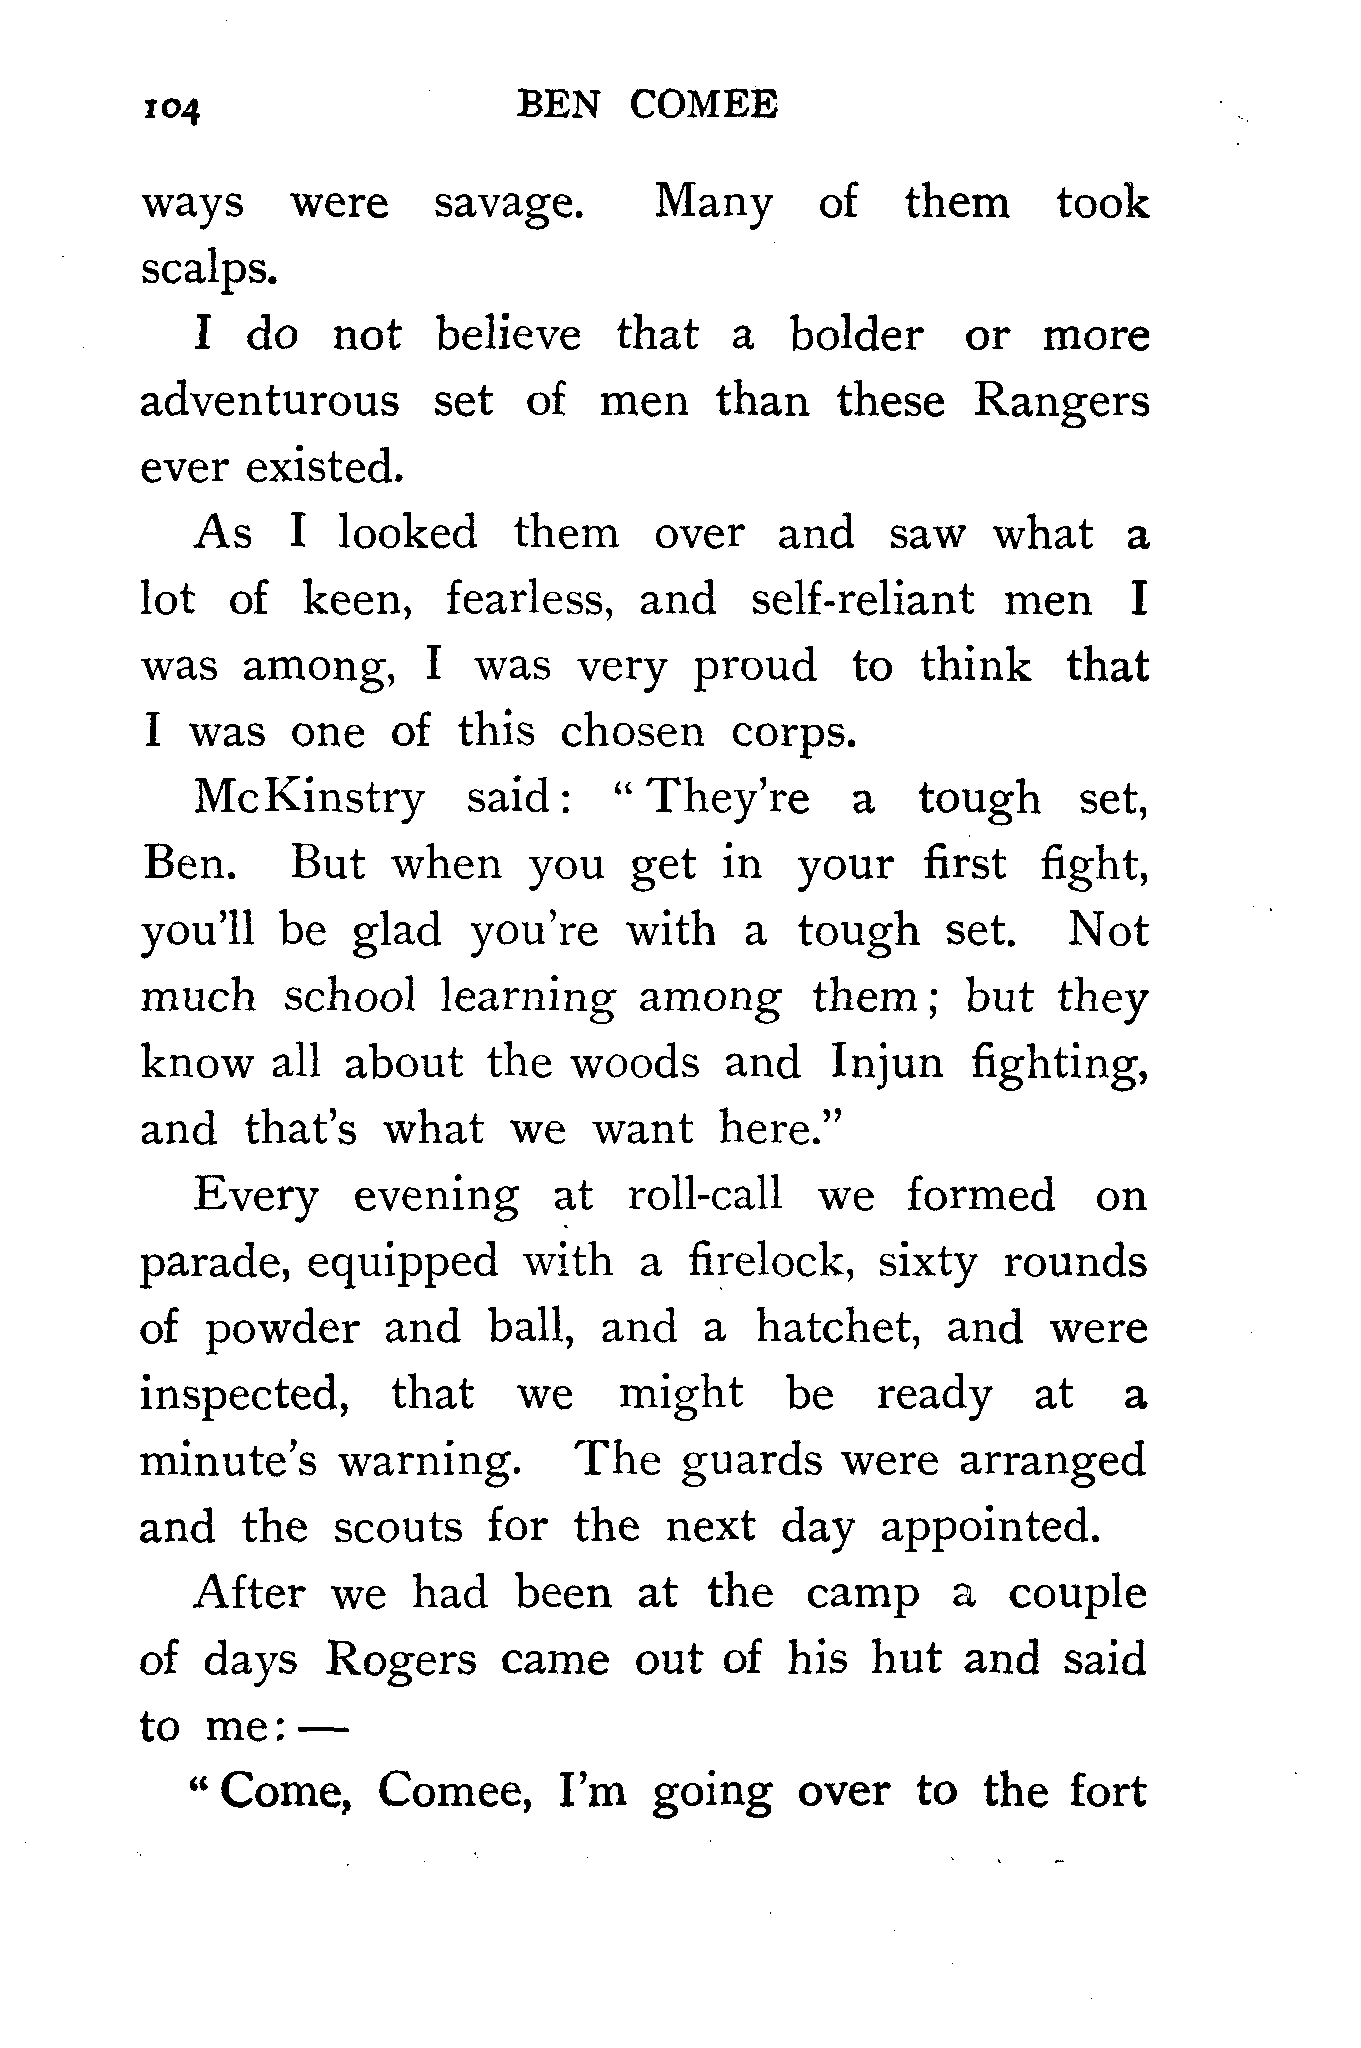 104 BEN COMEE
ways were savage. Many of them took
scalps.
I do not believe that a bolder or more
adventurous set of men than these Rangers
ever existed.
As I looked them over and saw what a
lot of keen, fearless, and self-reliant men I
was among, I was very proud to think that
I was one of this chosen corps.
McKinstry said: “They're a tough set,
Ben. But when you get in your first fight,
you'll be glad you're with a tough set. Not
much school learning among them; but they
know all about the woods and Injun fighting,
and that's what we want here.”
Every evening at roll-call we formed on
parade, equipped with a firelock, sixty rounds
of powder and ball, and a hatchet, and were
inspected, that we might be ready at a
minute's warning. The guards were arranged
and the scouts for the next day appointed.
After we had been at the camp a couple
of days Rogers came out of his hut and said
to me:—
“Come, Comee, I'm going over to the fort